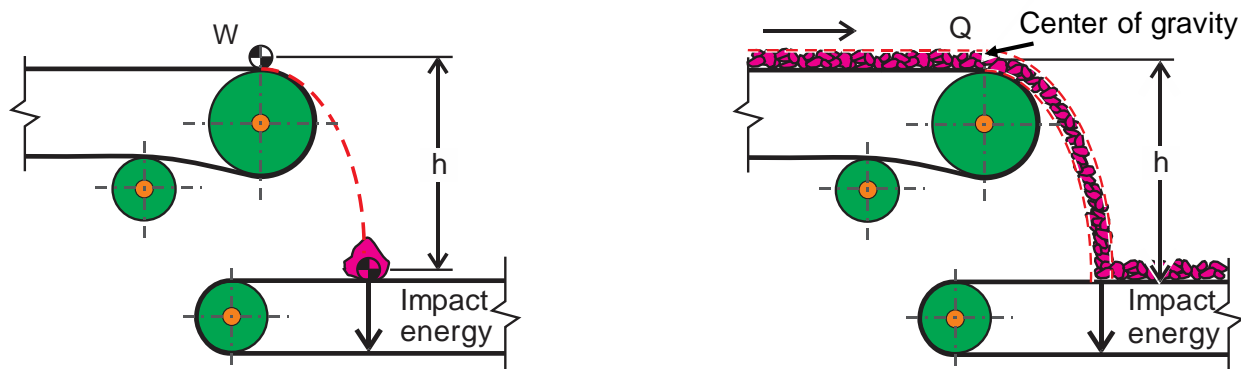 W
h
Impact
energy
Q
Center of gravity
h
Impact
energy